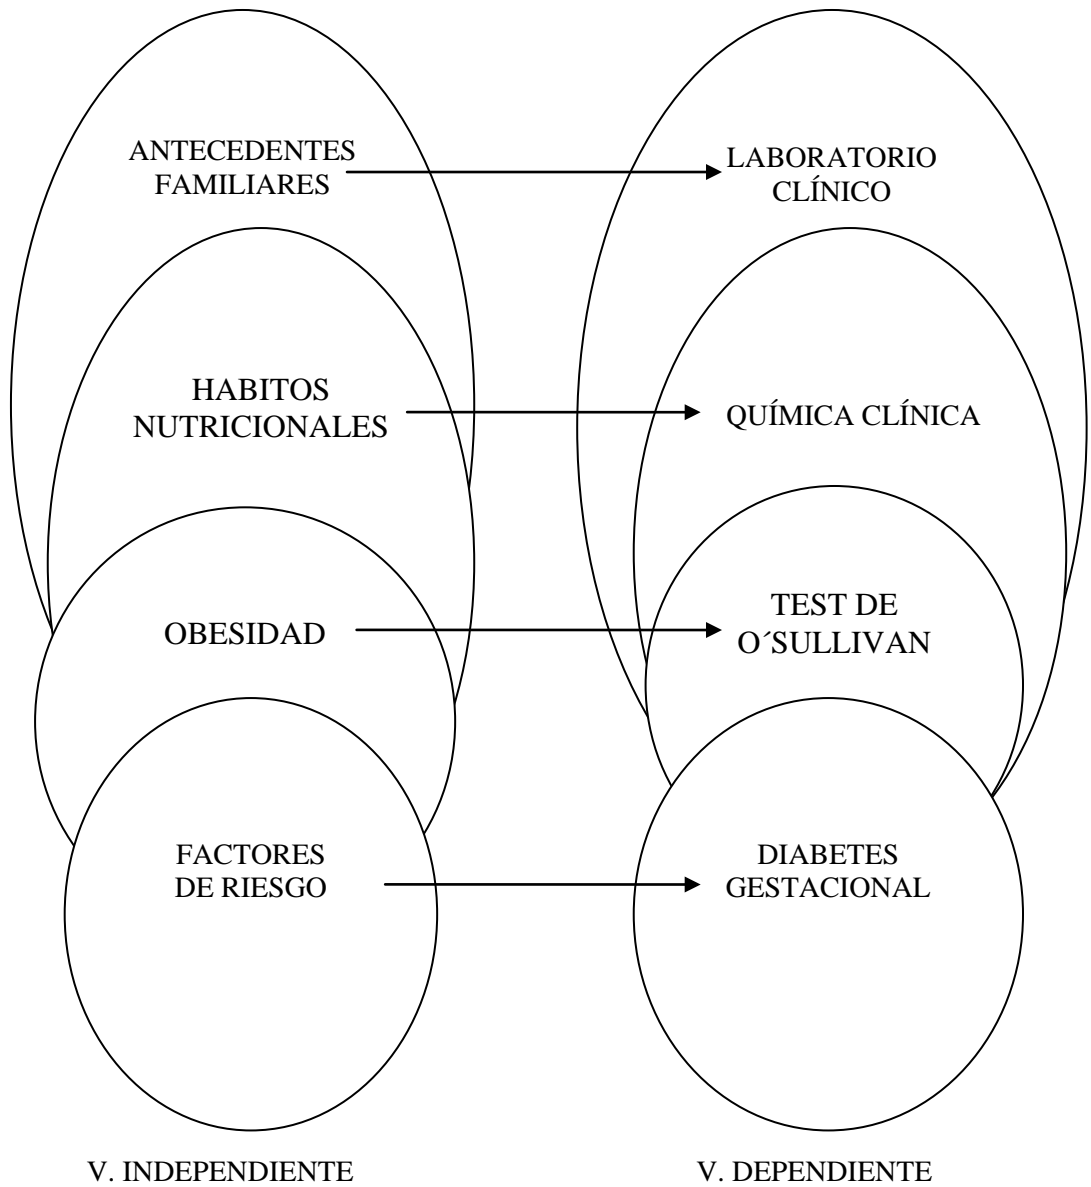 ANTECEDENTES
FAMILIARES
LABORATORIO
CLÍNICO
HABITOS
NUTRICIONALES
QUÍMICA CLÍNICA
OBESIDAD
TEST DE
O´SULLIVAN
FACTORES
DE RIESGO
DIABETES
GESTACIONAL
V. INDEPENDIENTE
V. DEPENDIENTE